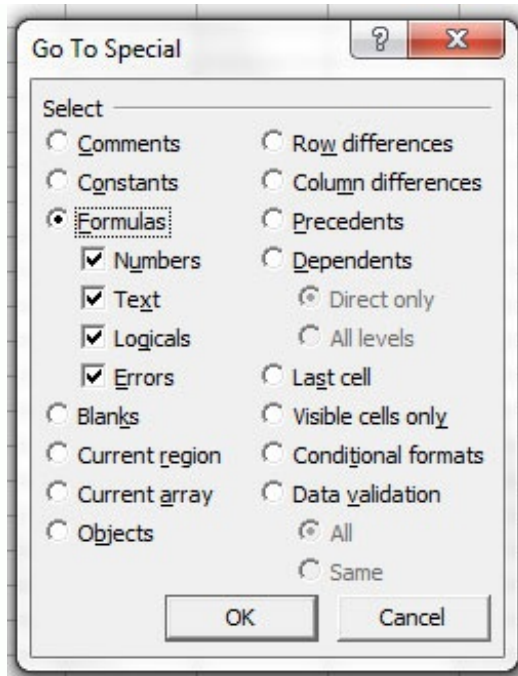 Go To Special
?
X
Select
Comments
Constants
Formulas
Numbers
Text
Logicals
Errors
Blanks
Current region
Current array
Objects
Row differences
Column differences
Precedents
Dependents
Direct only
All levels
Last cell
Visible cells only
Conditional formats
Data validation
All
Same
OK
Cancel